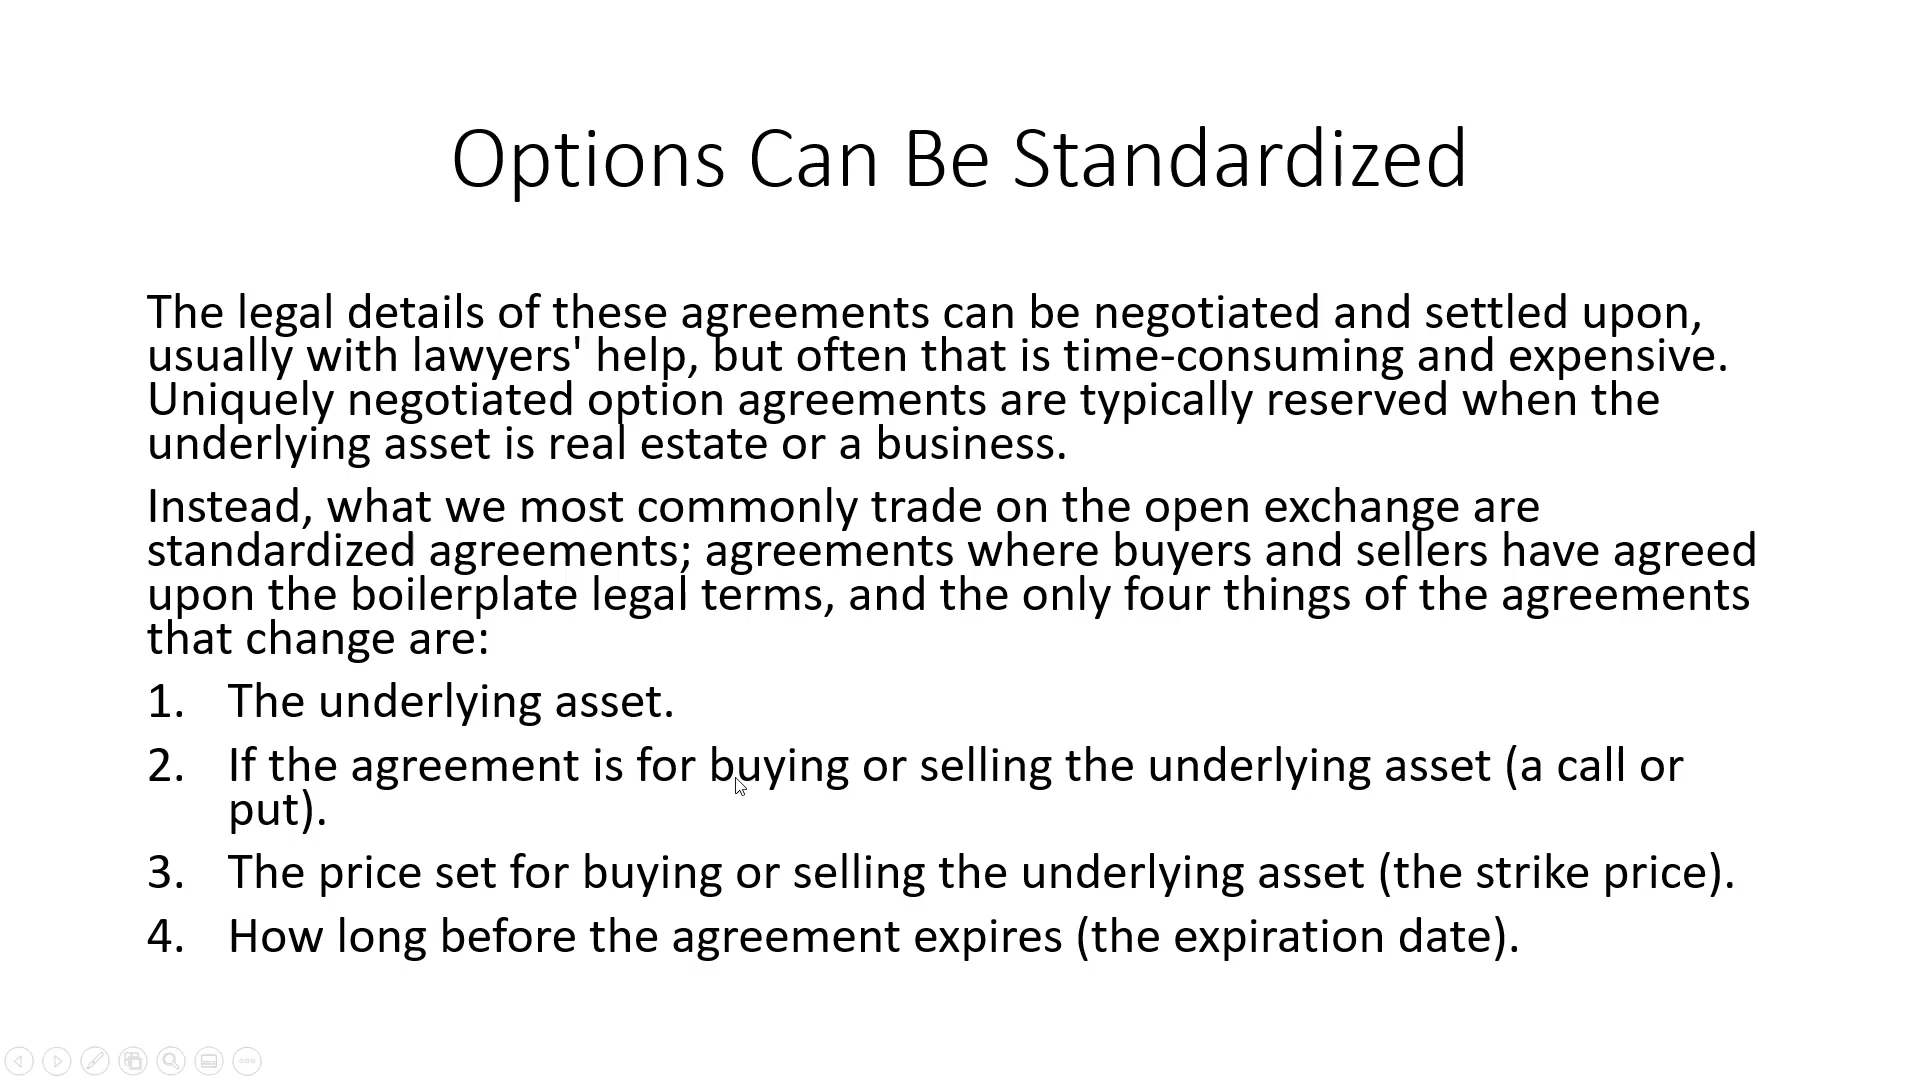 Options Can Be Standardized
The legal details of these agreements can be negotiated and settled upon,
usually with lawyers' help, but often that is time-consuming and expensive.
Uniquely negotiated option agreements are typically reserved when the
underlying asset is real estate or a business.
Instead, what we most commonly trade on the open exchange are
standardized agreements; agreements where buyers and sellers have agreed
upon the boilerplate legal terms, and the only four things of the agreements
that change are:
1. The underlying asset.
2. If the agreement is for buying or selling the underlying asset (a call or
put).
3. The price set for buying or selling the underlying asset (the strike price).
4. How long before the agreement expires (the expiration date).